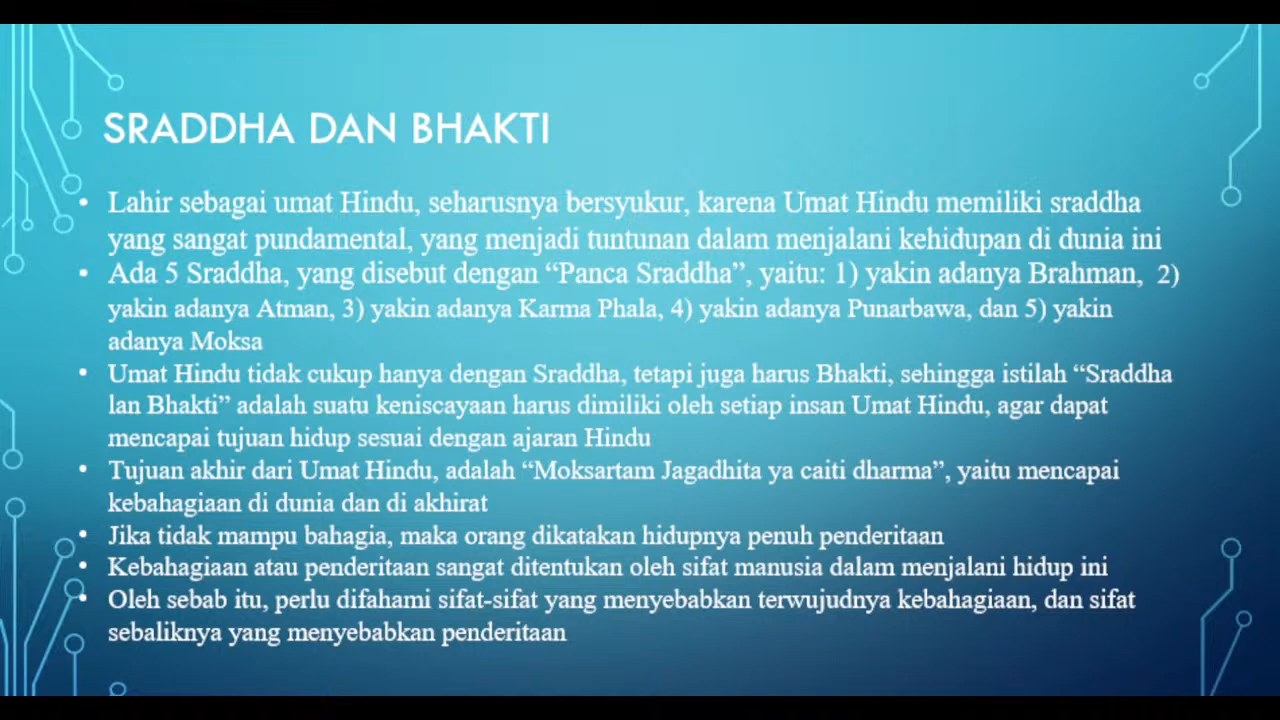 SRADDHA DAN BHAKTI
• Lahir sebagai umat Hindu, seharusnya bersyukur, karena Umat Hindu memiliki sraddha
yang sangat pundamental, yang menjadi tuntunan dalam menjalani kehidupan di dunia ini
• Ada 5 Sraddha, yang disebut dengan “Panca Sraddha”, yaitu: 1) yakin adanya Brahman, 2)
yakin adanya Atman, 3) yakin adanya Karma Phala, 4) yakin adanya Punarbawa, dan 5) yakin
adanya Moksa
• Umat Hindu tidak cukup hanya dengan Sraddha, tetapi juga harus Bhakti, sehingga istilah “Sraddha
lan Bhakti” adalah suatu keniscayaan harus dimiliki oleh setiap insan Umat Hindu, agar dapat
mencapai tujuan hidup sesuai dengan ajaran Hindu
• Tujuan akhir dari Umat Hindu, adalah “Moksartam Jagadhita ya caiti dharma”, yaitu mencapai
kebahagiaan di dunia dan di akhirat
• Jika tidak mampu bahagia, maka orang dikatakan hidupnya penuh penderitaan
• Kebahagiaan atau penderitaan sangat ditentukan oleh sifat manusia dalam menjalani hidup ini
• Oleh sebab itu, perlu difahami sifat-sifat yang menyebabkan terwujudnya kebahagiaan, dan sifat
sebaliknya yang menyebabkan penderitaan